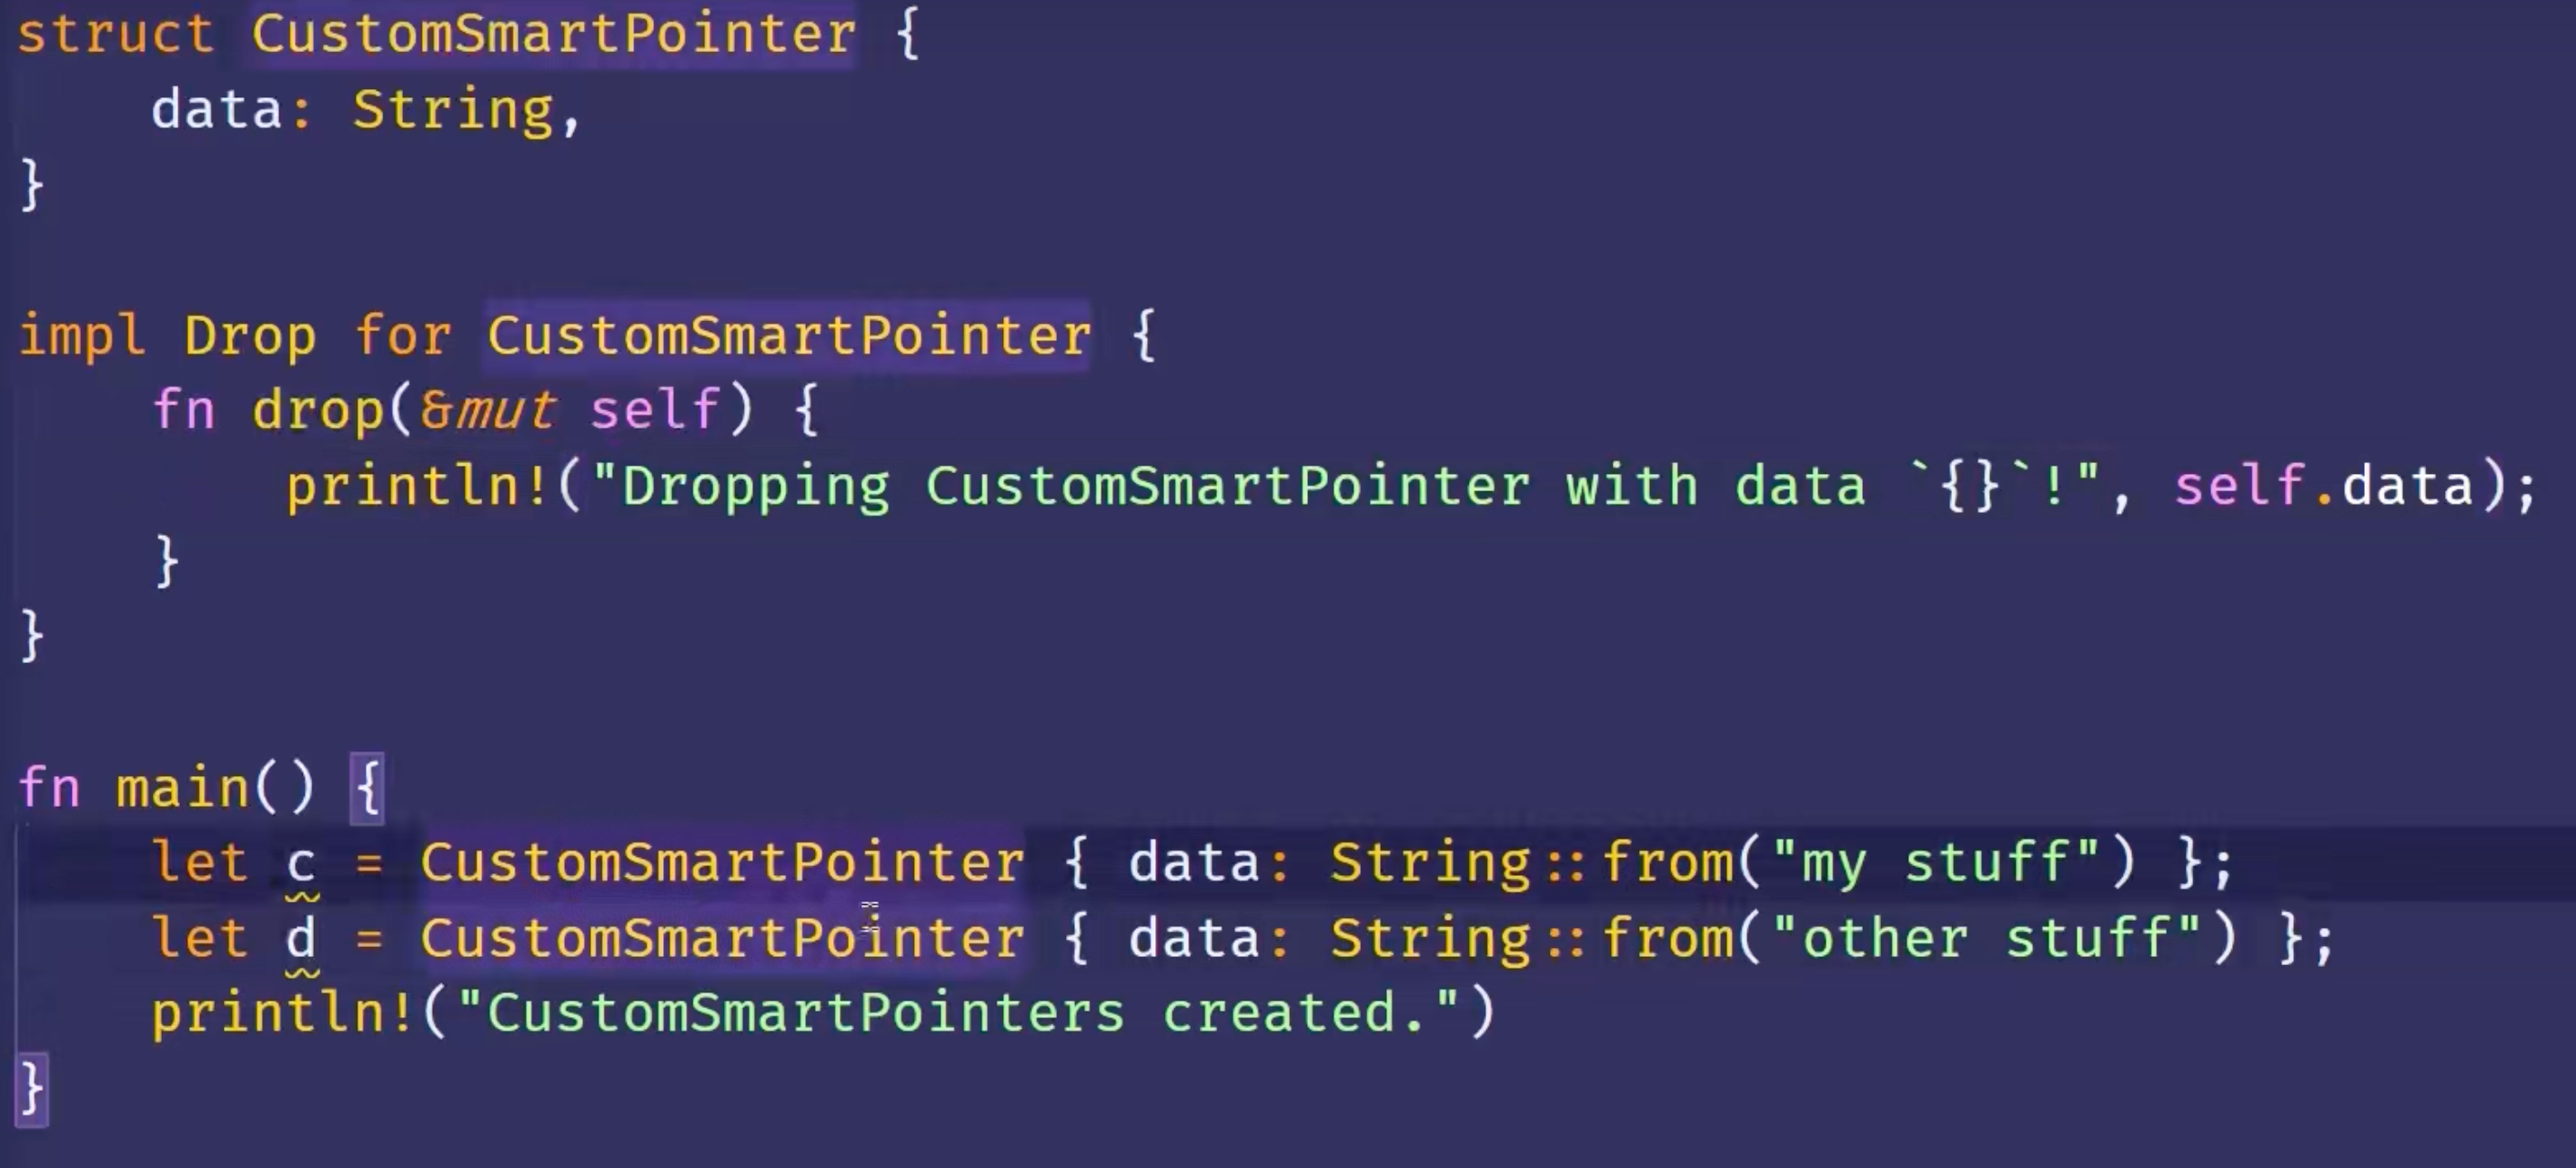 struct CustomSmartPointer {
    data: String,
}

impl Drop for CustomSmartPointer {
    fn drop(&mut self) {
        println!("Dropping CustomSmartPointer with data `{}`!", self.data);
    }
}

fn main() {
    let c = CustomSmartPointer { data: String::from("my stuff") };
    let d = CustomSmartPointer { data: String::from("other stuff") };
    println!("CustomSmartPointers created.")
}